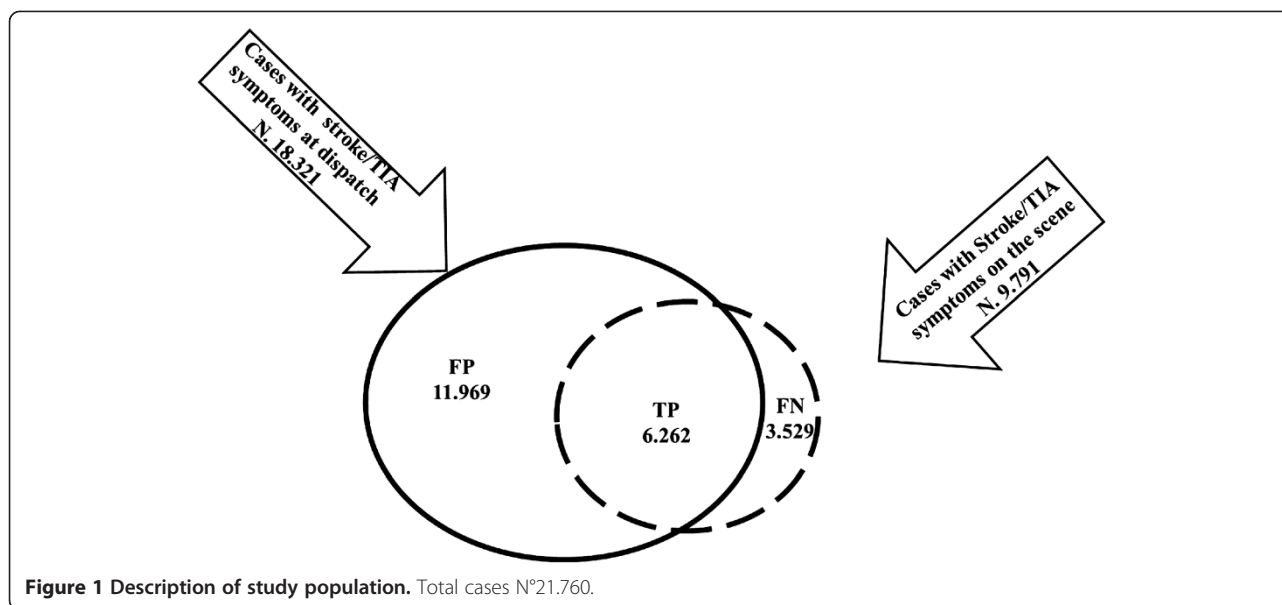 Cases with stroke/TIA
symptoms at dispatch
N. 18.321
Cases with Stroke/TIA
symptoms on the scene
N. 9.791
FP
11.969
TP
6.262
FN
3.529
Figure 1 Description of study population. Total cases N°21.760.